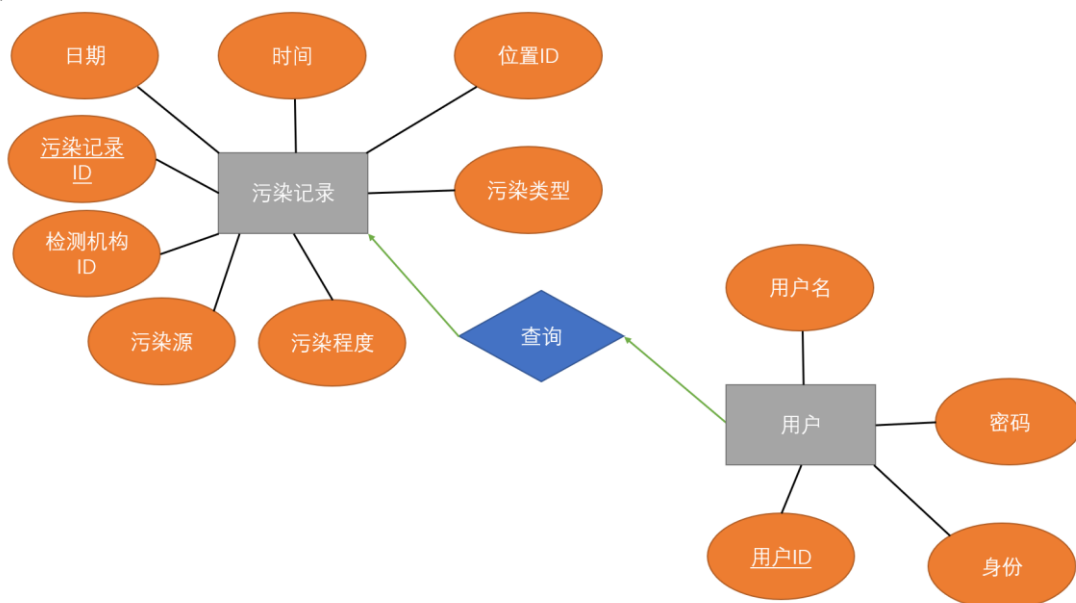 日期
时间
位置ID
污染记录
ID
污染记录
污染类型
检测机构
ID
污染源
污染程度
查询
用户名
用户
密码
用户ID
身份